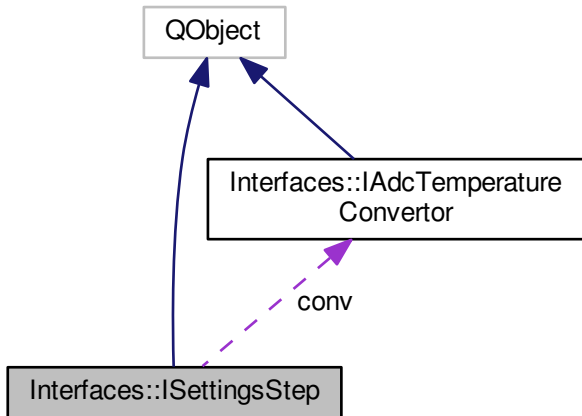 QObject
Interfaces::IAdcTemperature
Convertor
conv
Interfaces::ISettingsStep